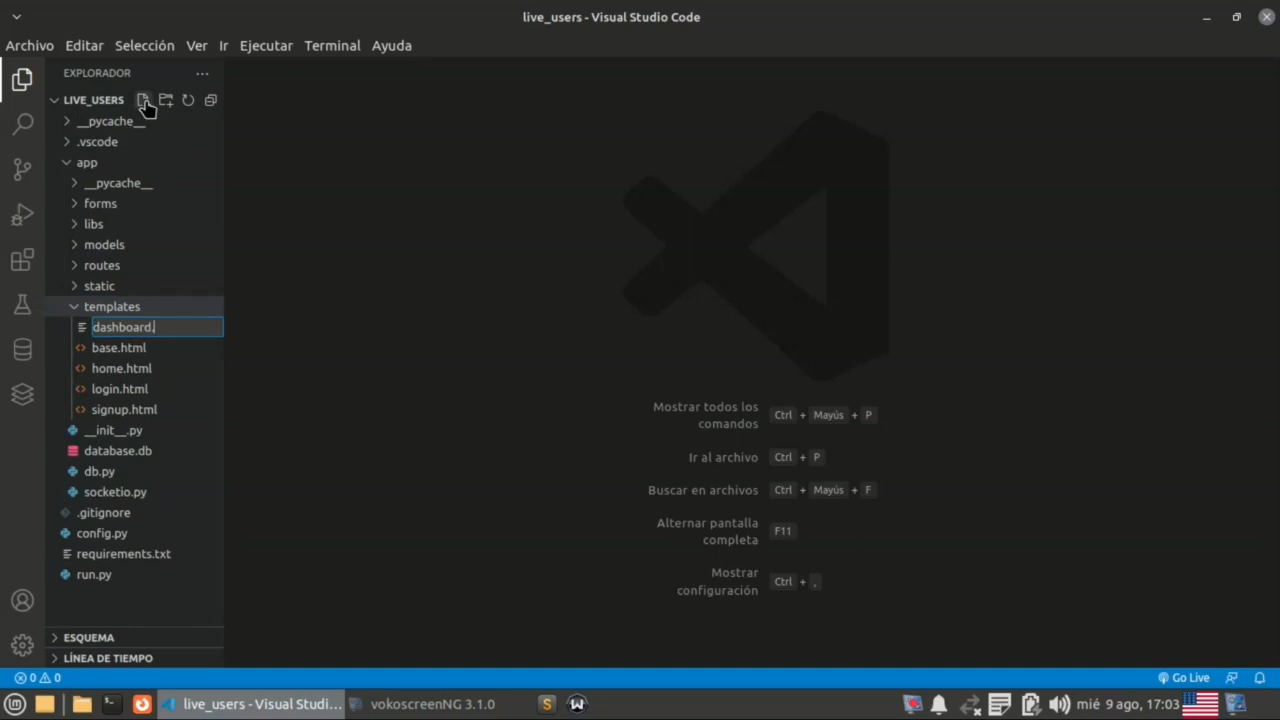 live_users - Visual Studio Code
Archivo Editar Selección Ver Ir Ejecutar Terminal Ayuda
EXPLORADOR
LIVE_USERS
__pycache__
.vscode
app
__pycache__
forms
libs
models
routes
static
templates
dashboard.
base.html
home.html
login.html
signup.html
__init__.py
database.db
db.py
socketio.py
.gitignore
config.py
requirements.txt
run.py
ESQUEMA
LÍNEA DE TIEMPO
Mostrar todos los
comandos Ctrl + Mayús + P
Ir al archivo Ctrl + P
Buscar en archivos Ctrl + Mayús + F
Alternar pantalla
completa F11
Mostrar
configuración Ctrl + ,
0 0 Go Live
live_users - Visual Studi... vokoscreenNG 3.1.0 S W mié 9 ago, 17:03